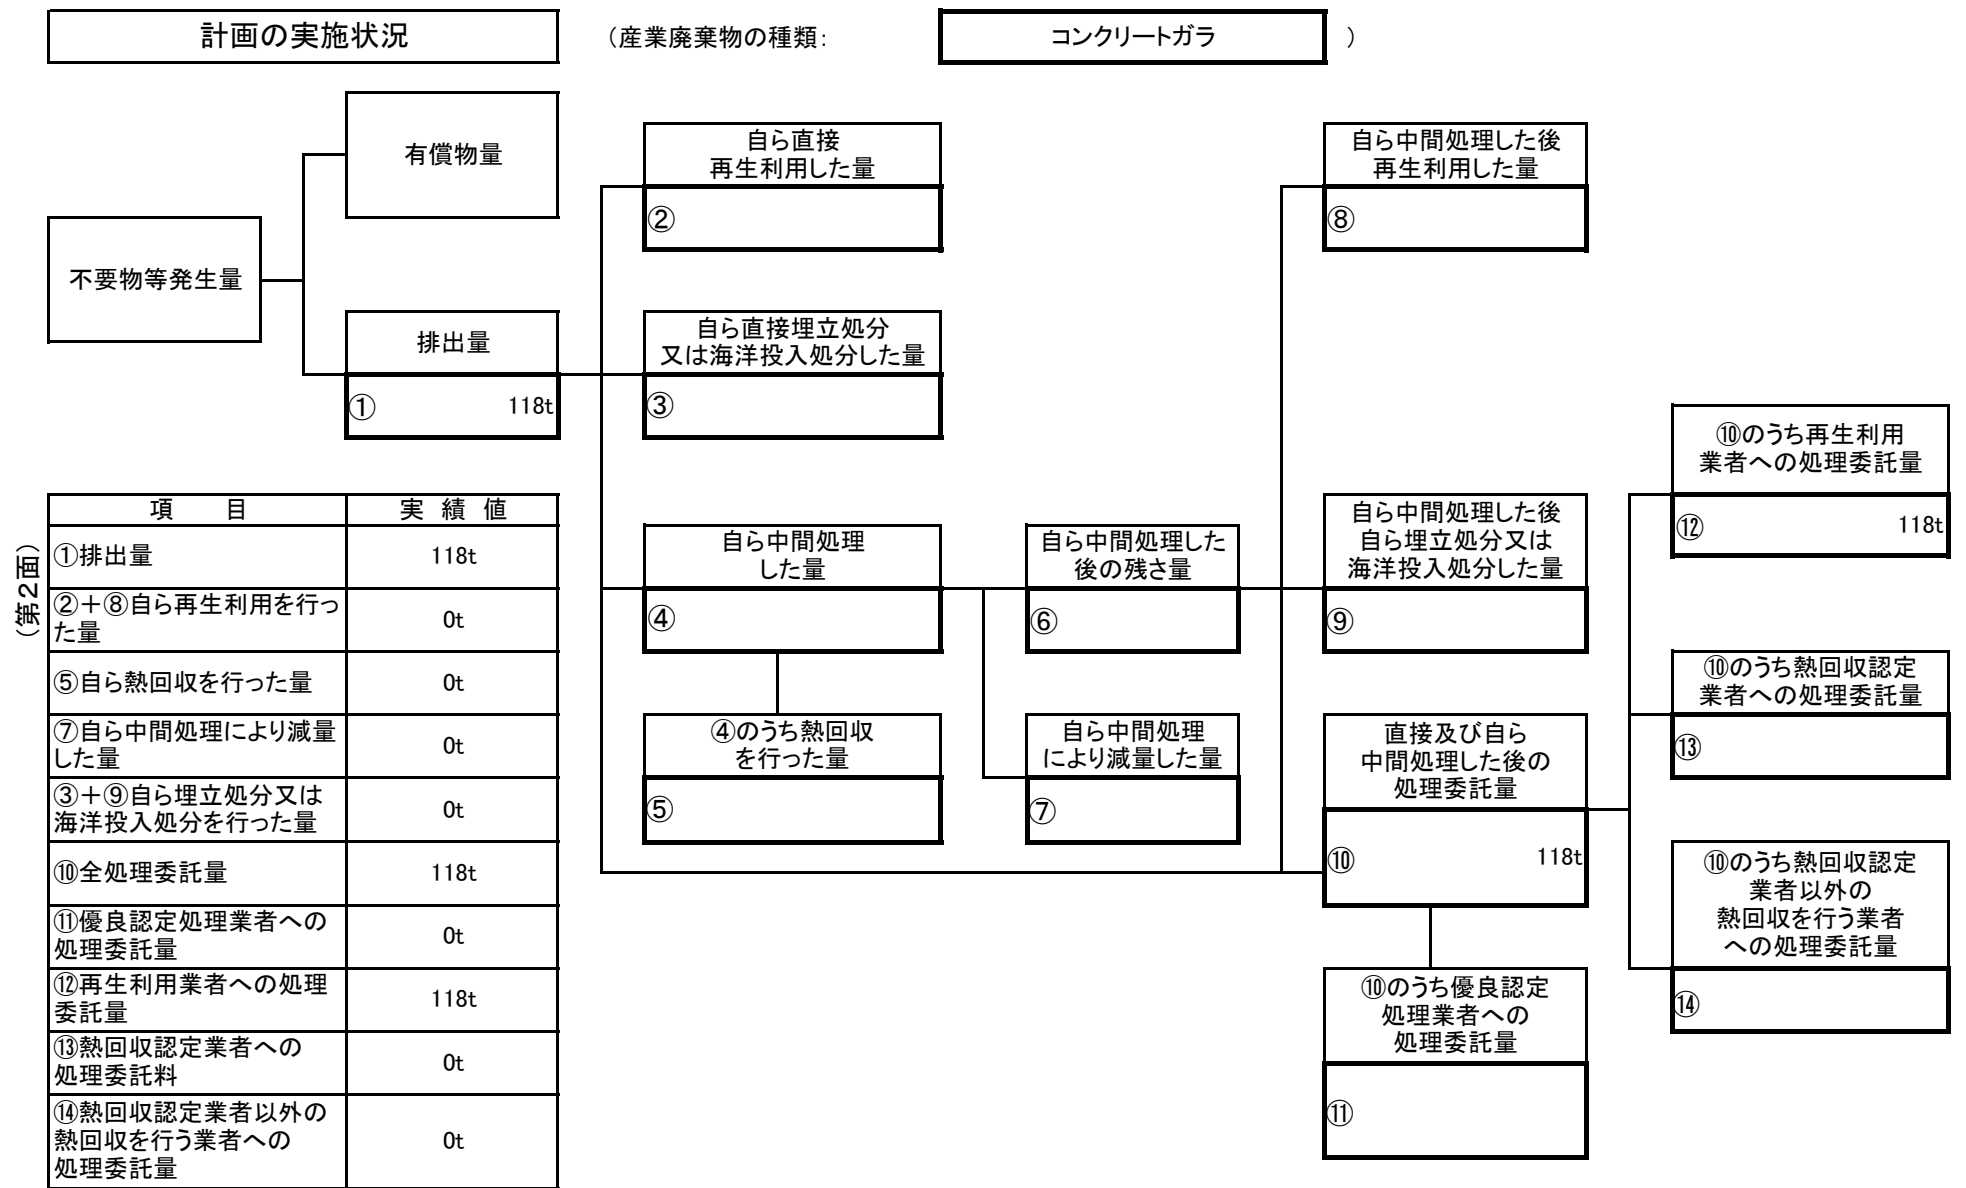 計画の実施状況
（産業廃棄物の種類：
コンクリートガラ
）
有償物量
不要物等発生量
排出量
① 118t
自ら直接
再生利用した量
②
自ら直接埋立処分
又は海洋投入処分した量
③
自ら中間処理
した量
④
④のうち熱回収
を行った量
⑤
自ら中間処理した
後の残さ量
⑥
自ら中間処理
により減量した量
⑦
自ら中間処理した後
再生利用した量
⑧
自ら中間処理した後
自ら埋立処分又は
海洋投入処分した量
⑨
直接及び自ら
中間処理した後の
処理委託量
⑩ 118t
⑩のうち優良認定
処理業者への
処理委託量
⑪
⑩のうち再生利用
業者への処理委託量
⑫ 118t
⑩のうち熱回収認定
業者への処理委託量
⑬
⑩のうち熱回収認定
業者以外の
熱回収を行う業者
への処理委託量
⑭
（第２面）
項　　目 実 績 値
①排出量 118t
②＋⑧自ら再生利用を行っ
た量 0t
⑤自ら熱回収を行った量 0t
⑦自ら中間処理により減量
した量 0t
③＋⑨自ら埋立処分又は
海洋投入処分を行った量 0t
⑩全処理委託量 118t
⑪優良認定処理業者への
処理委託量 0t
⑫再生利用業者への処理
委託量 118t
⑬熱回収認定業者への
処理委託料 0t
⑭熱回収認定業者以外の
熱回収を行う業者への
処理委託量 0t